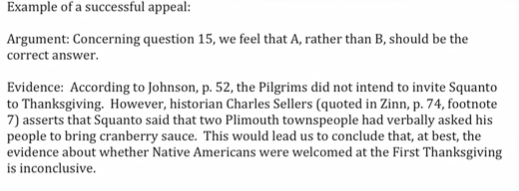 Example of a successful appeal:
Argument: Concerning question 15, we feel that A, rather than B, should be the
correct answer.
Evidence:  According to Johnson, p. 52, the Pilgrims did not intend to invite Squanto
to Thanksgiving.  However, historian Charles Sellers (quoted in Zinn, p. 74, footnote
7) asserts that Squanto said that two Plimouth townspeople had verbally asked his
people to bring cranberry sauce.  This would lead us to conclude that, at best, the
evidence about whether Native Americans were welcomed at the First Thanksgiving
is inconclusive.